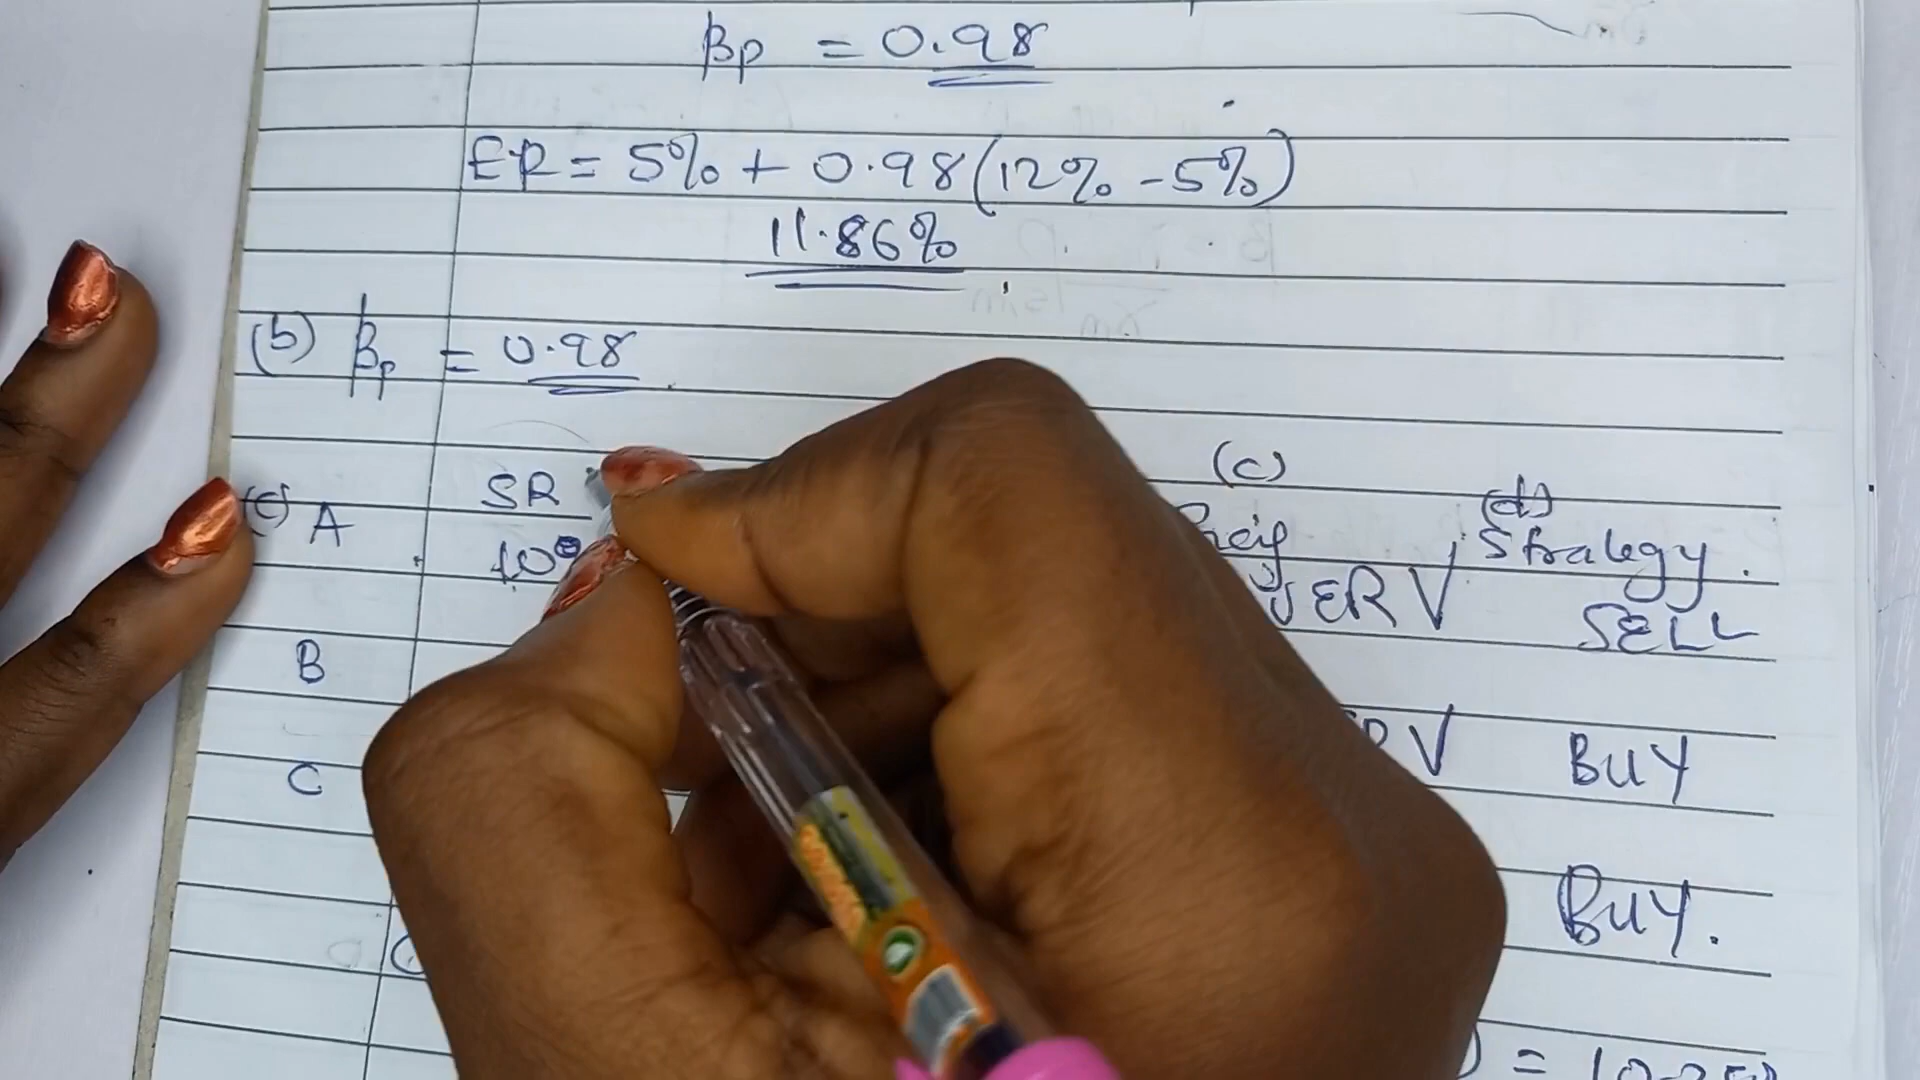 βp = 0.98
ER = 5% + 0.98(12% - 5%)
11.86%
(b) βp = 0.98
(c)
SR (d)
(c) A Strategy.
10 ER V SELL
B
V BUY
C
BUY.
) =